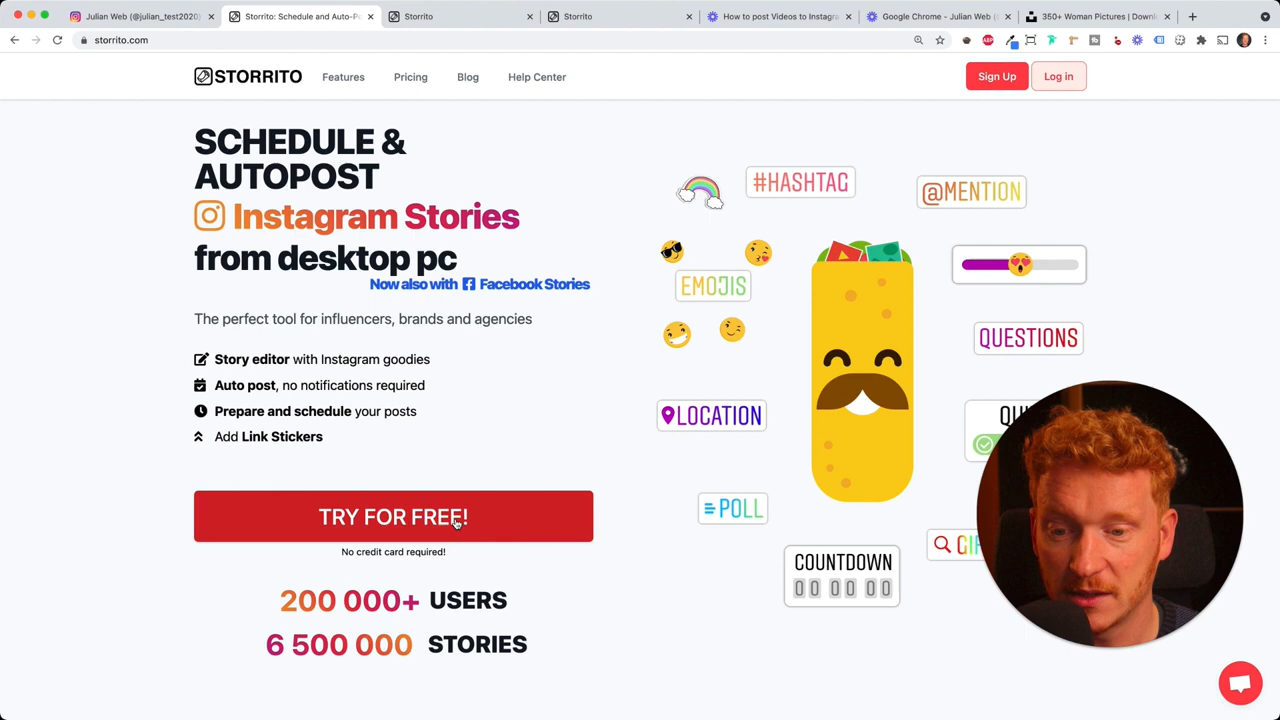 Julian Web (@julian_test2020)
Storrito: Schedule and Auto-Po
Storrito
Storrito
How to post Videos to Instagra
Google Chrome - Julian Web (
350+ Woman Pictures | Downl
storrito.com
ABP
STORRITO
Features
Pricing
Blog
Help Center
Sign Up
Log in
SCHEDULE &
AUTOPOST
Instagram Stories
from desktop pc
Now also with Facebook Stories
The perfect tool for influencers, brands and agencies
Story editor with Instagram goodies
Auto post, no notifications required
Prepare and schedule your posts
Add Link Stickers
TRY FOR FREE!
No credit card required!
200 000+ USERS
6 500 000 STORIES
#HASHTAG
@MENTION
EMOJIS
QUESTIONS
LOCATION
QU
POLL
GI
COUNTDOWN
00 00 00